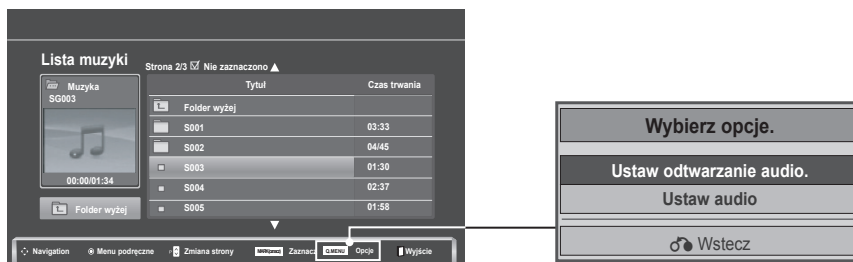 Lista muzyki
Strona 2/3 ☑ Nie zaznaczono ▲
Muzyka
SG003
00:00/01:34
Folder wyżej
Tytuł Czas trwania
Folder wyżej
S001 03:33
S002 04/45
S003 01:30
S004 02:37
S005 01:58
▼
Navigation Menu podręczne P Zmiana strony Zaznacz Q.MENU Opcje Wyjście
Wybierz opcje.
Ustaw odtwarzanie audio.
Ustaw audio
Wstecz